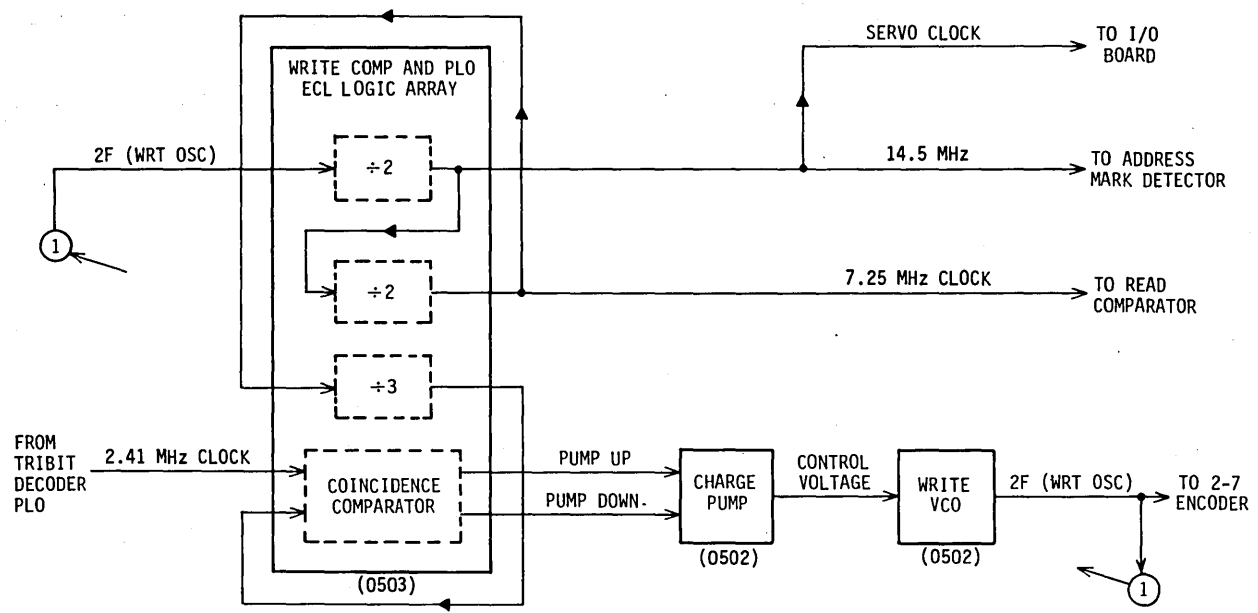 SERVO CLOCK
TO I/O
BOARD
WRITE COMP AND PLO
ECL LOGIC ARRAY
2F (WRT OSC)
÷2
14.5 MHz
TO ADDRESS
MARK DETECTOR
1
÷2
7.25 MHz CLOCK
TO READ
COMPARATOR
÷3
FROM
TRIBIT
DECODER
PLO
2.41 MHz CLOCK
COINCIDENCE
COMPARATOR
PUMP UP
PUMP DOWN.
CHARGE
PUMP
(0502)
CONTROL
VOLTAGE
WRITE
VCO
(0502)
2F (WRT OSC)
TO 2-7
ENCODER
(0503)
1